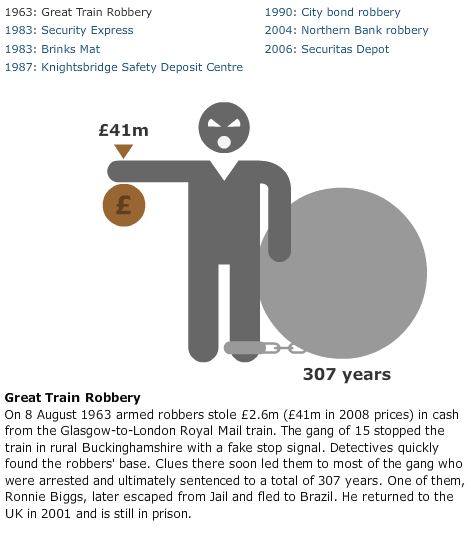 1963: Great Train Robbery
1983: Security Express
1983: Brinks Mat
1987: Knightsbridge Safety Deposit Centre
1990: City bond robbery
2004: Northern Bank robbery
2006: Securitas Depot
£41m
£
307 years
Great Train Robbery
On 8 August 1963 armed robbers stole £2.6m (£41m in 2008 prices) in cash
from the Glasgow-to-London Royal Mail train. The gang of 15 stopped the
train in rural Buckinghamshire with a fake stop signal. Detectives quickly
found the robbers' base. Clues there soon led them to most of the gang who
were arrested and ultimately sentenced to a total of 307 years. One of them,
Ronnie Biggs, later escaped from Jail and fled to Brazil. He returned to the
UK in 2001 and is still in prison.